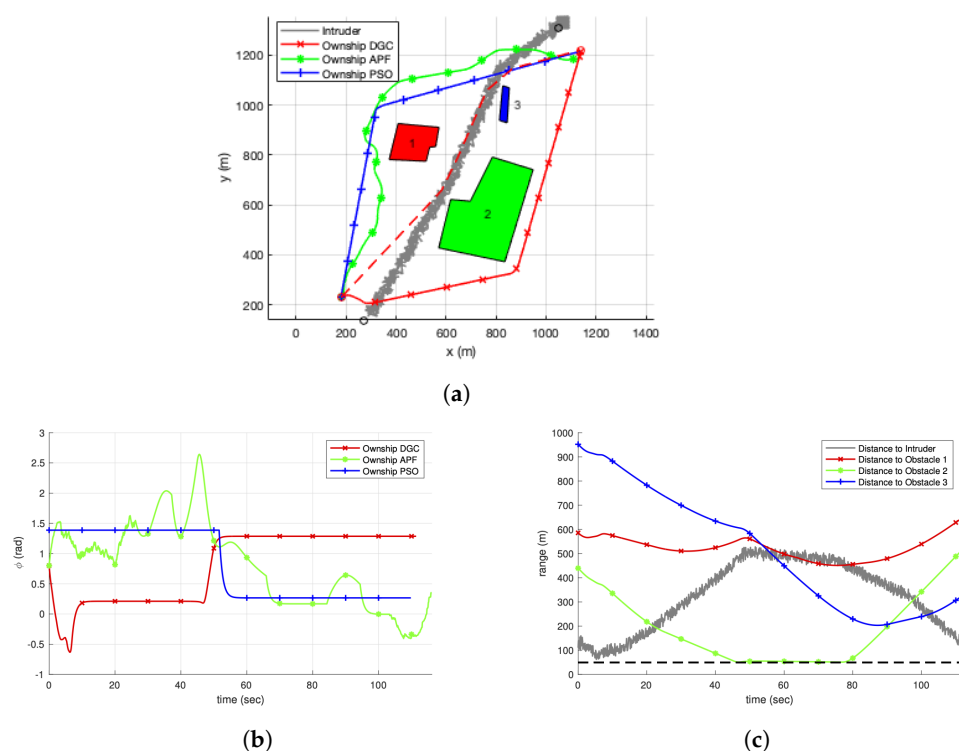 Intruder
Ownship DGC
Ownship APF
Ownship PSO
1200
1000
800
600
400
200
y (m)
1
2
3
0 200 400 600 800 1000 1200 1400
x (m)
(a)
3
2.5
2
1.5
1
0.5
0
-0.5
-1
ϕ (rad)
Ownship DGC
Ownship APF
Ownship PSO
0 20 40 60 80 100
time (sec)
(b)
1000
900
800
700
600
500
400
300
200
100
0
range (m)
Distance to Intruder
Distance to Obstacle 1
Distance to Obstacle 2
Distance to Obstacle 3
0 20 40 60 80 100
time (sec)
(c)